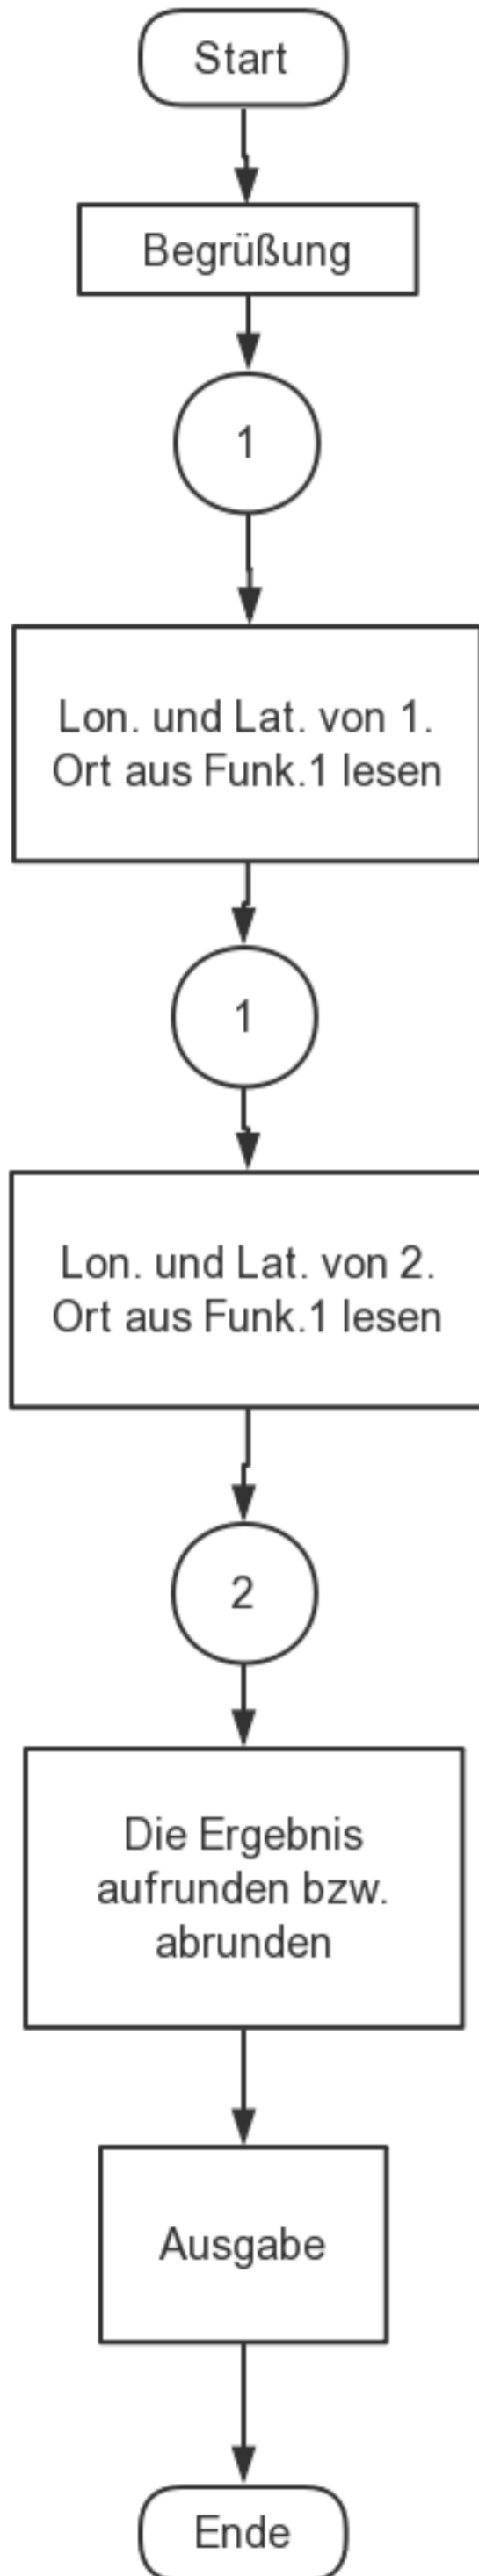 Start
Begrüßung
1
Lon. und Lat. von 1.
Ort aus Funk.1 lesen
1
Lon. und Lat. von 2.
Ort aus Funk.1 lesen
2
Die Ergebnis
aufrunden bzw.
abrunden
Ausgabe
Ende